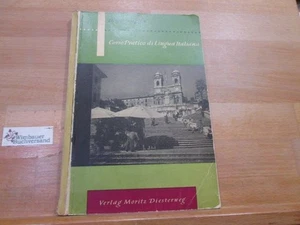 Corso Pratico di Lingua Italiana
Verlag Moritz Diesterweg